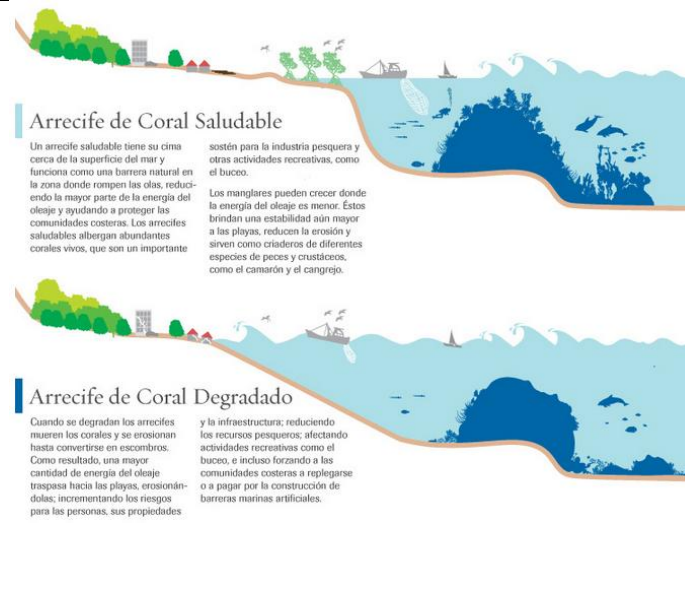 Arrecife de Coral Saludable
Un arrecife saludable tiene su cima
cerca de la superficie del mar y
funciona como una barrera natural en
la zona donde rompen las olas, reduci-
endo la mayor parte de la energía del
oleaje y ayudando a proteger las
comunidades costeras. Los arrecifes
saludables albergan abundantes
corales vivos, que son un importante
sostén para la industria pesquera y
otras actividades recreativas, como
el buceo.
Los manglares pueden crecer donde
la energía del oleaje es menor. Éstos
brindan una estabilidad aún mayor
a las playas, reducen la erosión y
sirven como criaderos de diferentes
especies de peces y crustáceos,
como el camarón y el cangrejo.
Arrecife de Coral Degradado
Cuando se degradan los arrecifes
mueren los corales y se erosionan
hasta convertirse en escombros.
Como resultado, una mayor
cantidad de energía del oleaje
traspasa hacia las playas, erosionán-
dolas; incrementando los riesgos
para las personas, sus propiedades
y la infraestructura; reduciendo
los recursos pesqueros; afectando
actividades recreativas como el
buceo, e incluso forzando a las
comunidades costeras a replegarse
o a pagar por la construcción de
barreras marinas artificiales.